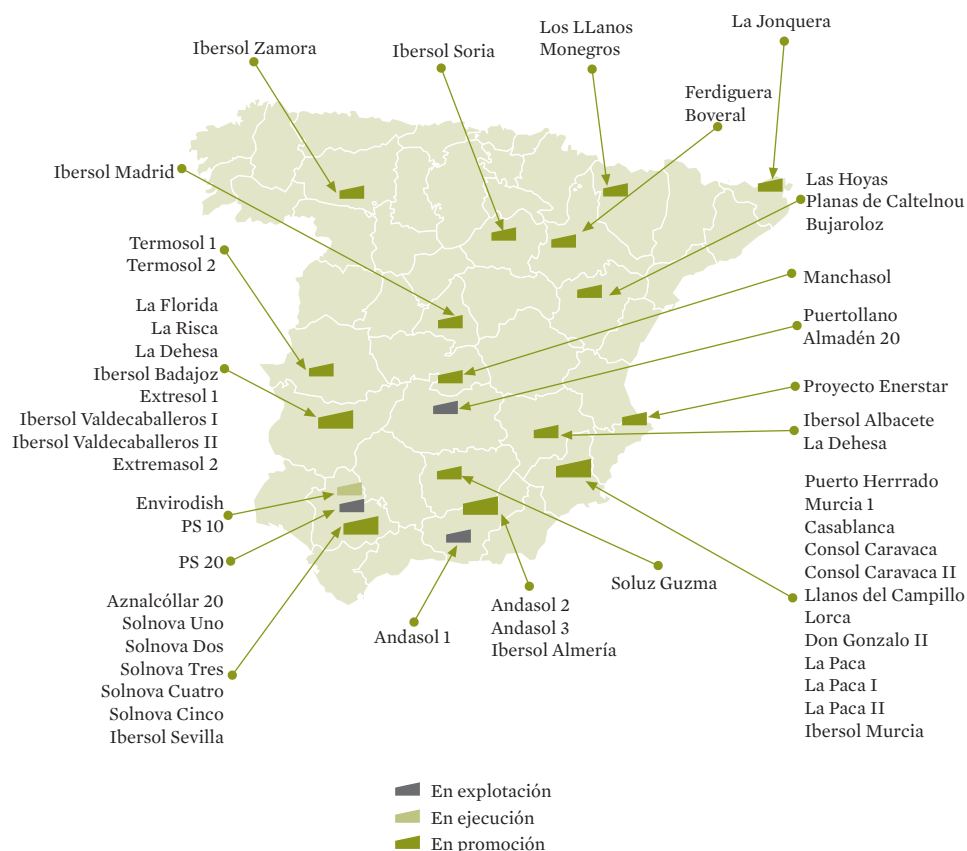 Ibersol Zamora
Ibersol Soria
Los LLanos
Monegros
La Jonquera
Ferdiguera
Boveral
Ibersol Madrid
Las Hoyas
Planas de Caltelnou
Bujaroloz
Termosol 1
Termosol 2
Manchasol
La Florida
La Risca
La Dehesa
Ibersol Badajoz
Extresol 1
Ibersol Valdecaballeros I
Ibersol Valdecaballeros II
Extremasol 2
Puertollano
Almadén 20
Proyecto Enerstar
Ibersol Albacete
La Dehesa
Envirodish
PS 10
PS 20
Puerto Herrrado
Murcia 1
Casablanca
Consol Caravaca
Consol Caravaca II
Llanos del Campillo
Lorca
Don Gonzalo II
La Paca
La Paca I
La Paca II
Ibersol Murcia
Aznalcóllar 20
Solnova Uno
Solnova Dos
Solnova Tres
Solnova Cuatro
Solnova Cinco
Ibersol Sevilla
Andasol 1
Andasol 2
Andasol 3
Ibersol Almería
Soluz Guzma
En explotación
En ejecución
En promoción